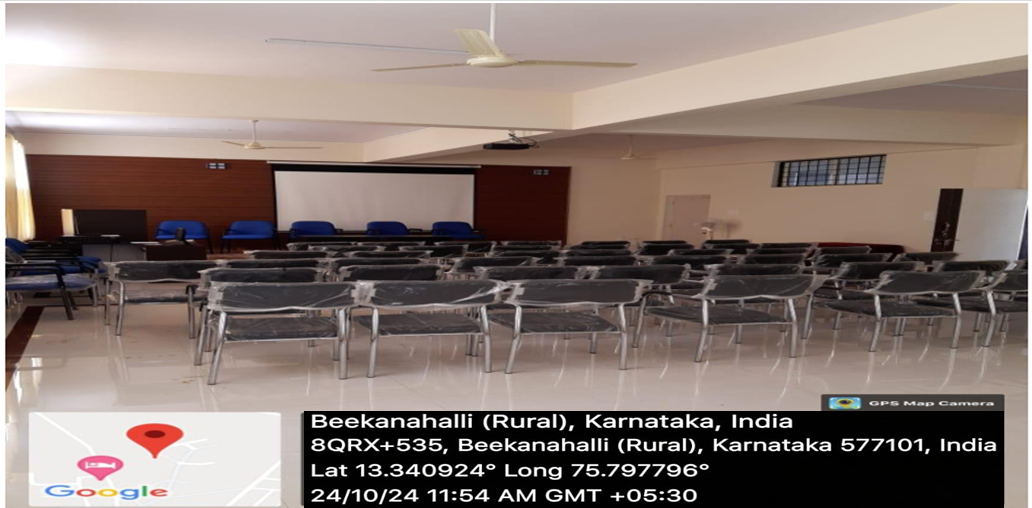 GPS Map Camera
Beekanahalli (Rural), Karnataka, India
8QRX+535, Beekanahalli (Rural), Karnataka 577101, India
Lat 13.340924° Long 75.797796°
24/10/24 11:54 AM GMT +05:30
Google